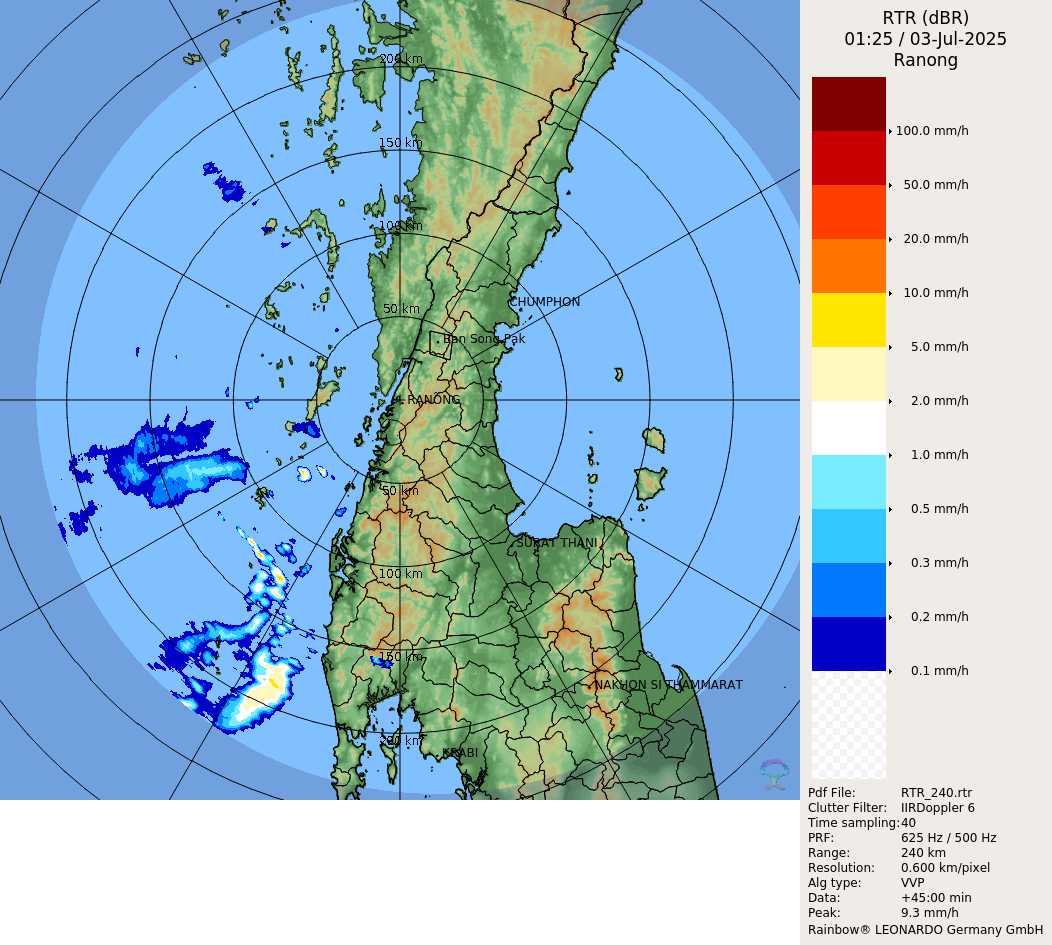 RTR (dBR)
01:25 / 03-Jul-2025
Ranong
200 km
150 km
100 km
50 km
CHUMPHON
Ban Song Pak
RANONG
50 km
SURAT THANI
100 km
150 km
NAKHON SI THAMMARAT
200 km
KRABI
100.0 mm/h
50.0 mm/h
20.0 mm/h
10.0 mm/h
5.0 mm/h
2.0 mm/h
1.0 mm/h
0.5 mm/h
0.3 mm/h
0.2 mm/h
0.1 mm/h
Pdf File: RTR_240.rtr
Clutter Filter: IIRDoppler 6
Time sampling:40
PRF: 625 Hz / 500 Hz
Range: 240 km
Resolution: 0.600 km/pixel
Alg type: VVP
Data: +45:00 min
Peak: 9.3 mm/h
Rainbow® LEONARDO Germany GmbH